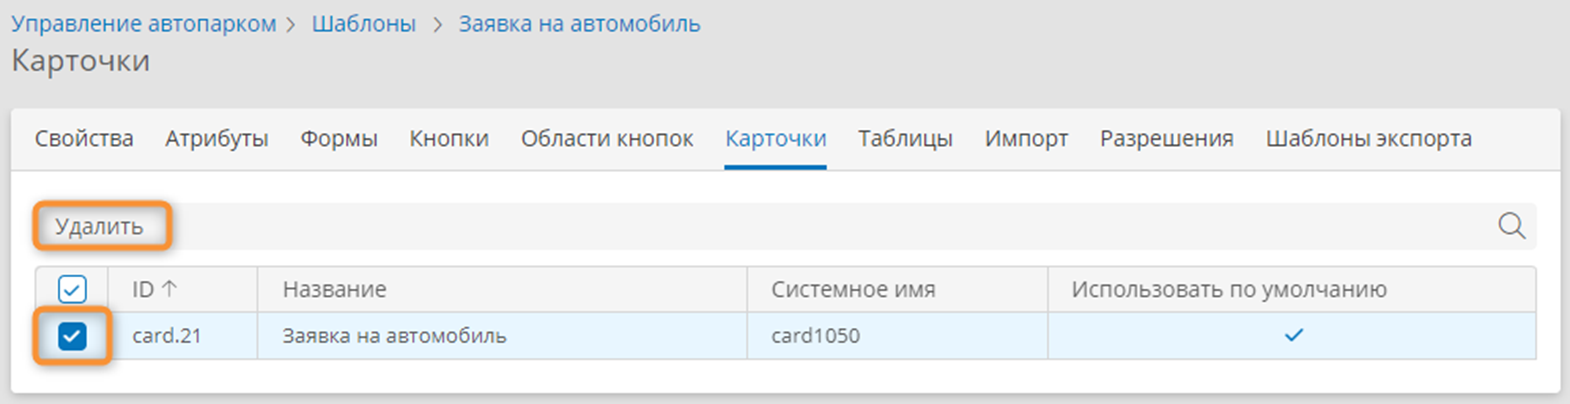 Управление автопарком > Шаблоны > Заявка на автомобиль
Карточки
Свойства Атрибуты Формы Кнопки Области кнопок Карточки Таблицы Импорт Разрешения Шаблоны экспорта
Удалить
ID ↑ Название Системное имя Использовать по умолчанию
card.21 Заявка на автомобиль card1050